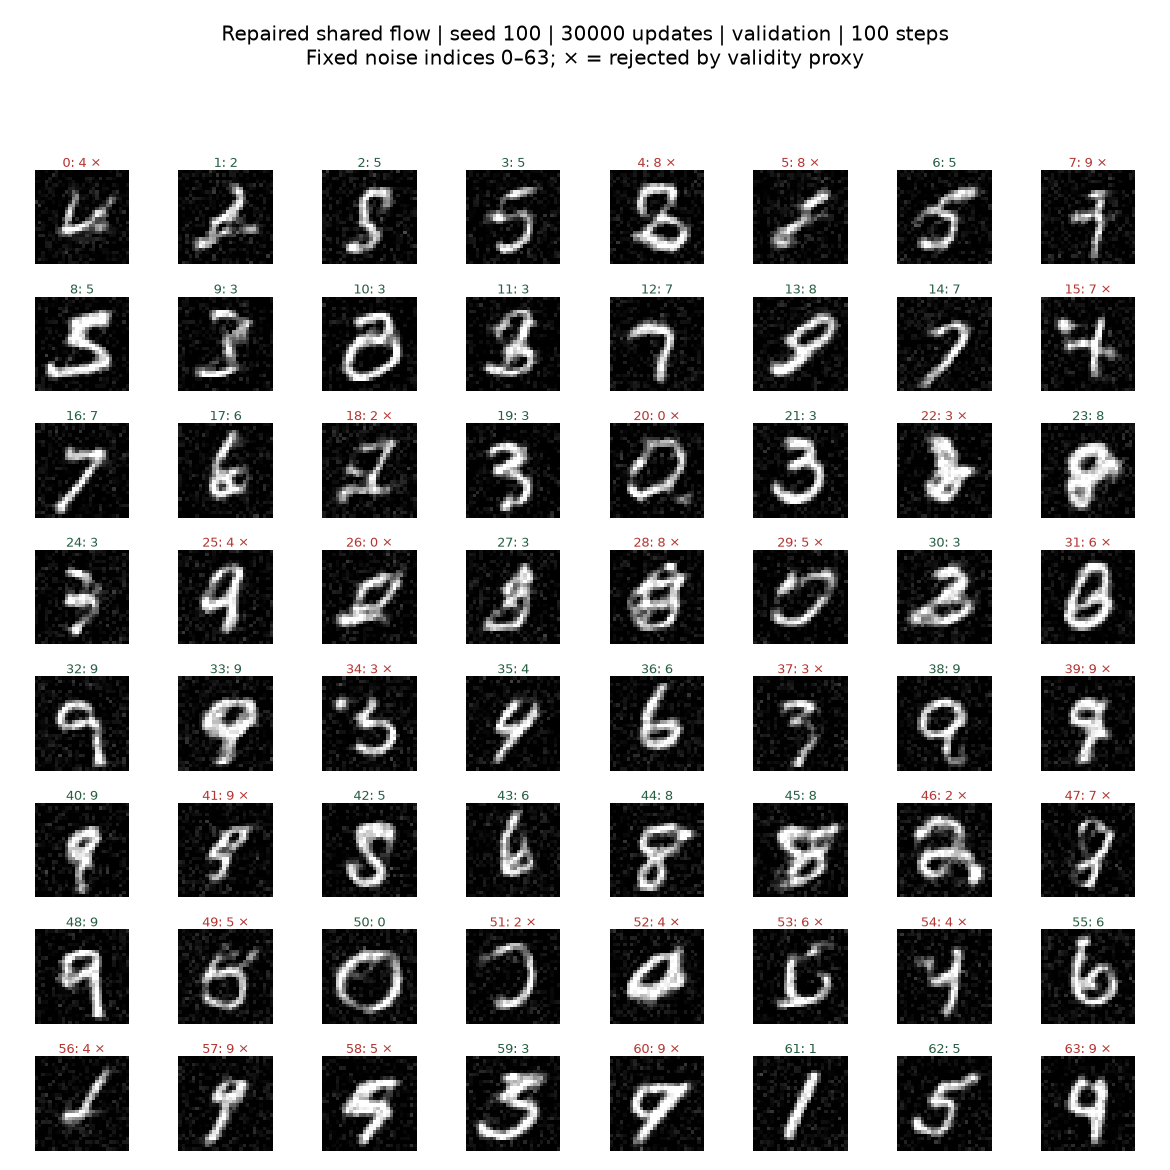 Repaired shared flow | seed 100 | 30000 updates | validation | 100 steps
Fixed noise indices 0–63; × = rejected by validity proxy
0: 4 × 1: 2 2: 5 3: 5 4: 8 × 5: 8 × 6: 5 7: 9 ×
8: 5 9: 3 10: 3 11: 3 12: 7 13: 8 14: 7 15: 7 ×
16: 7 17: 6 18: 2 × 19: 3 20: 0 × 21: 3 22: 3 × 23: 8
24: 3 25: 4 × 26: 0 × 27: 3 28: 8 × 29: 5 × 30: 3 31: 6 ×
32: 9 33: 9 34: 3 × 35: 4 36: 6 37: 3 × 38: 9 39: 9 ×
40: 9 41: 9 × 42: 5 43: 6 44: 8 45: 8 46: 2 × 47: 7 ×
48: 9 49: 5 × 50: 0 51: 2 × 52: 4 × 53: 6 × 54: 4 × 55: 6
56: 4 × 57: 9 × 58: 5 × 59: 3 60: 9 × 61: 1 62: 5 63: 9 ×